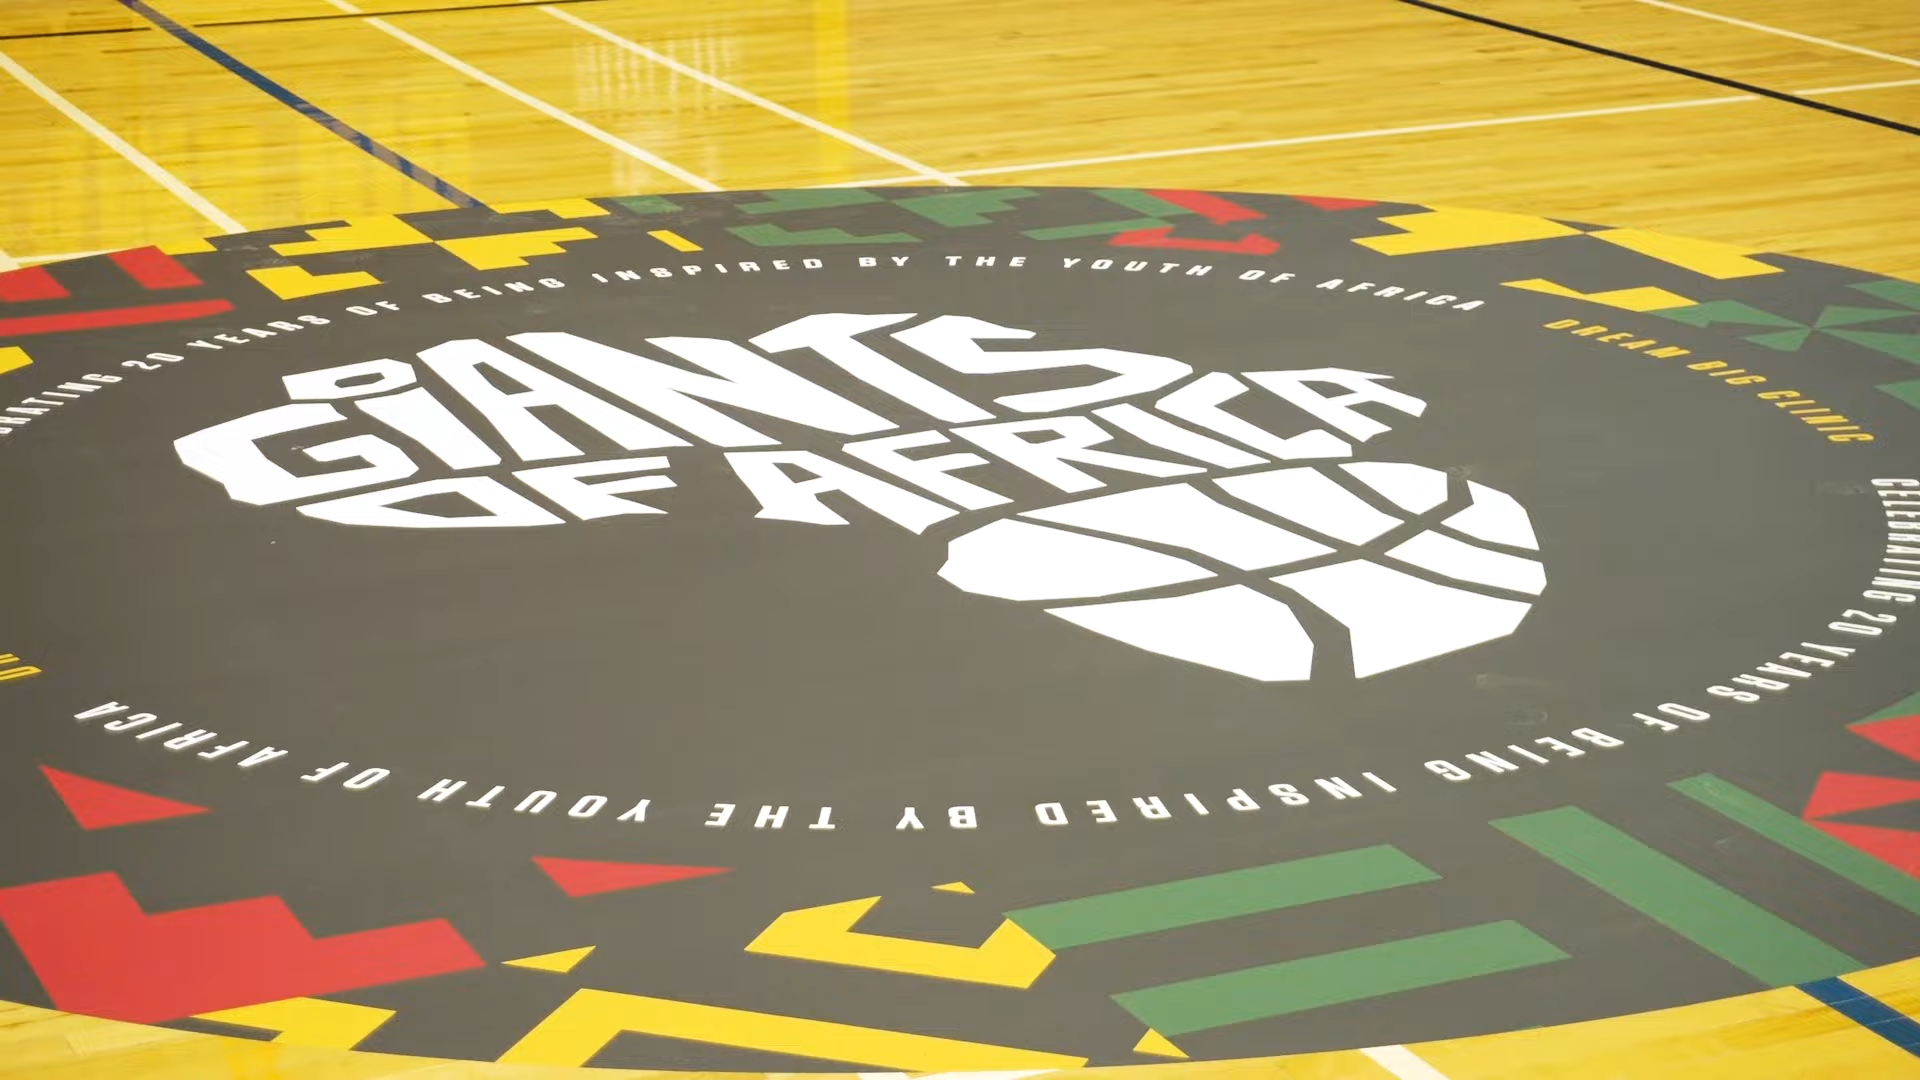 BRATING 20 YEARS OF BEING INSPIRED BY THE YOUTH OF AFRICA
DREAM BIG CLINIC
GIANTS
OF AFRICA
CELEBRATING 20 YEARS OF BEING INSPIRED BY THE YOUTH OF AFRICA